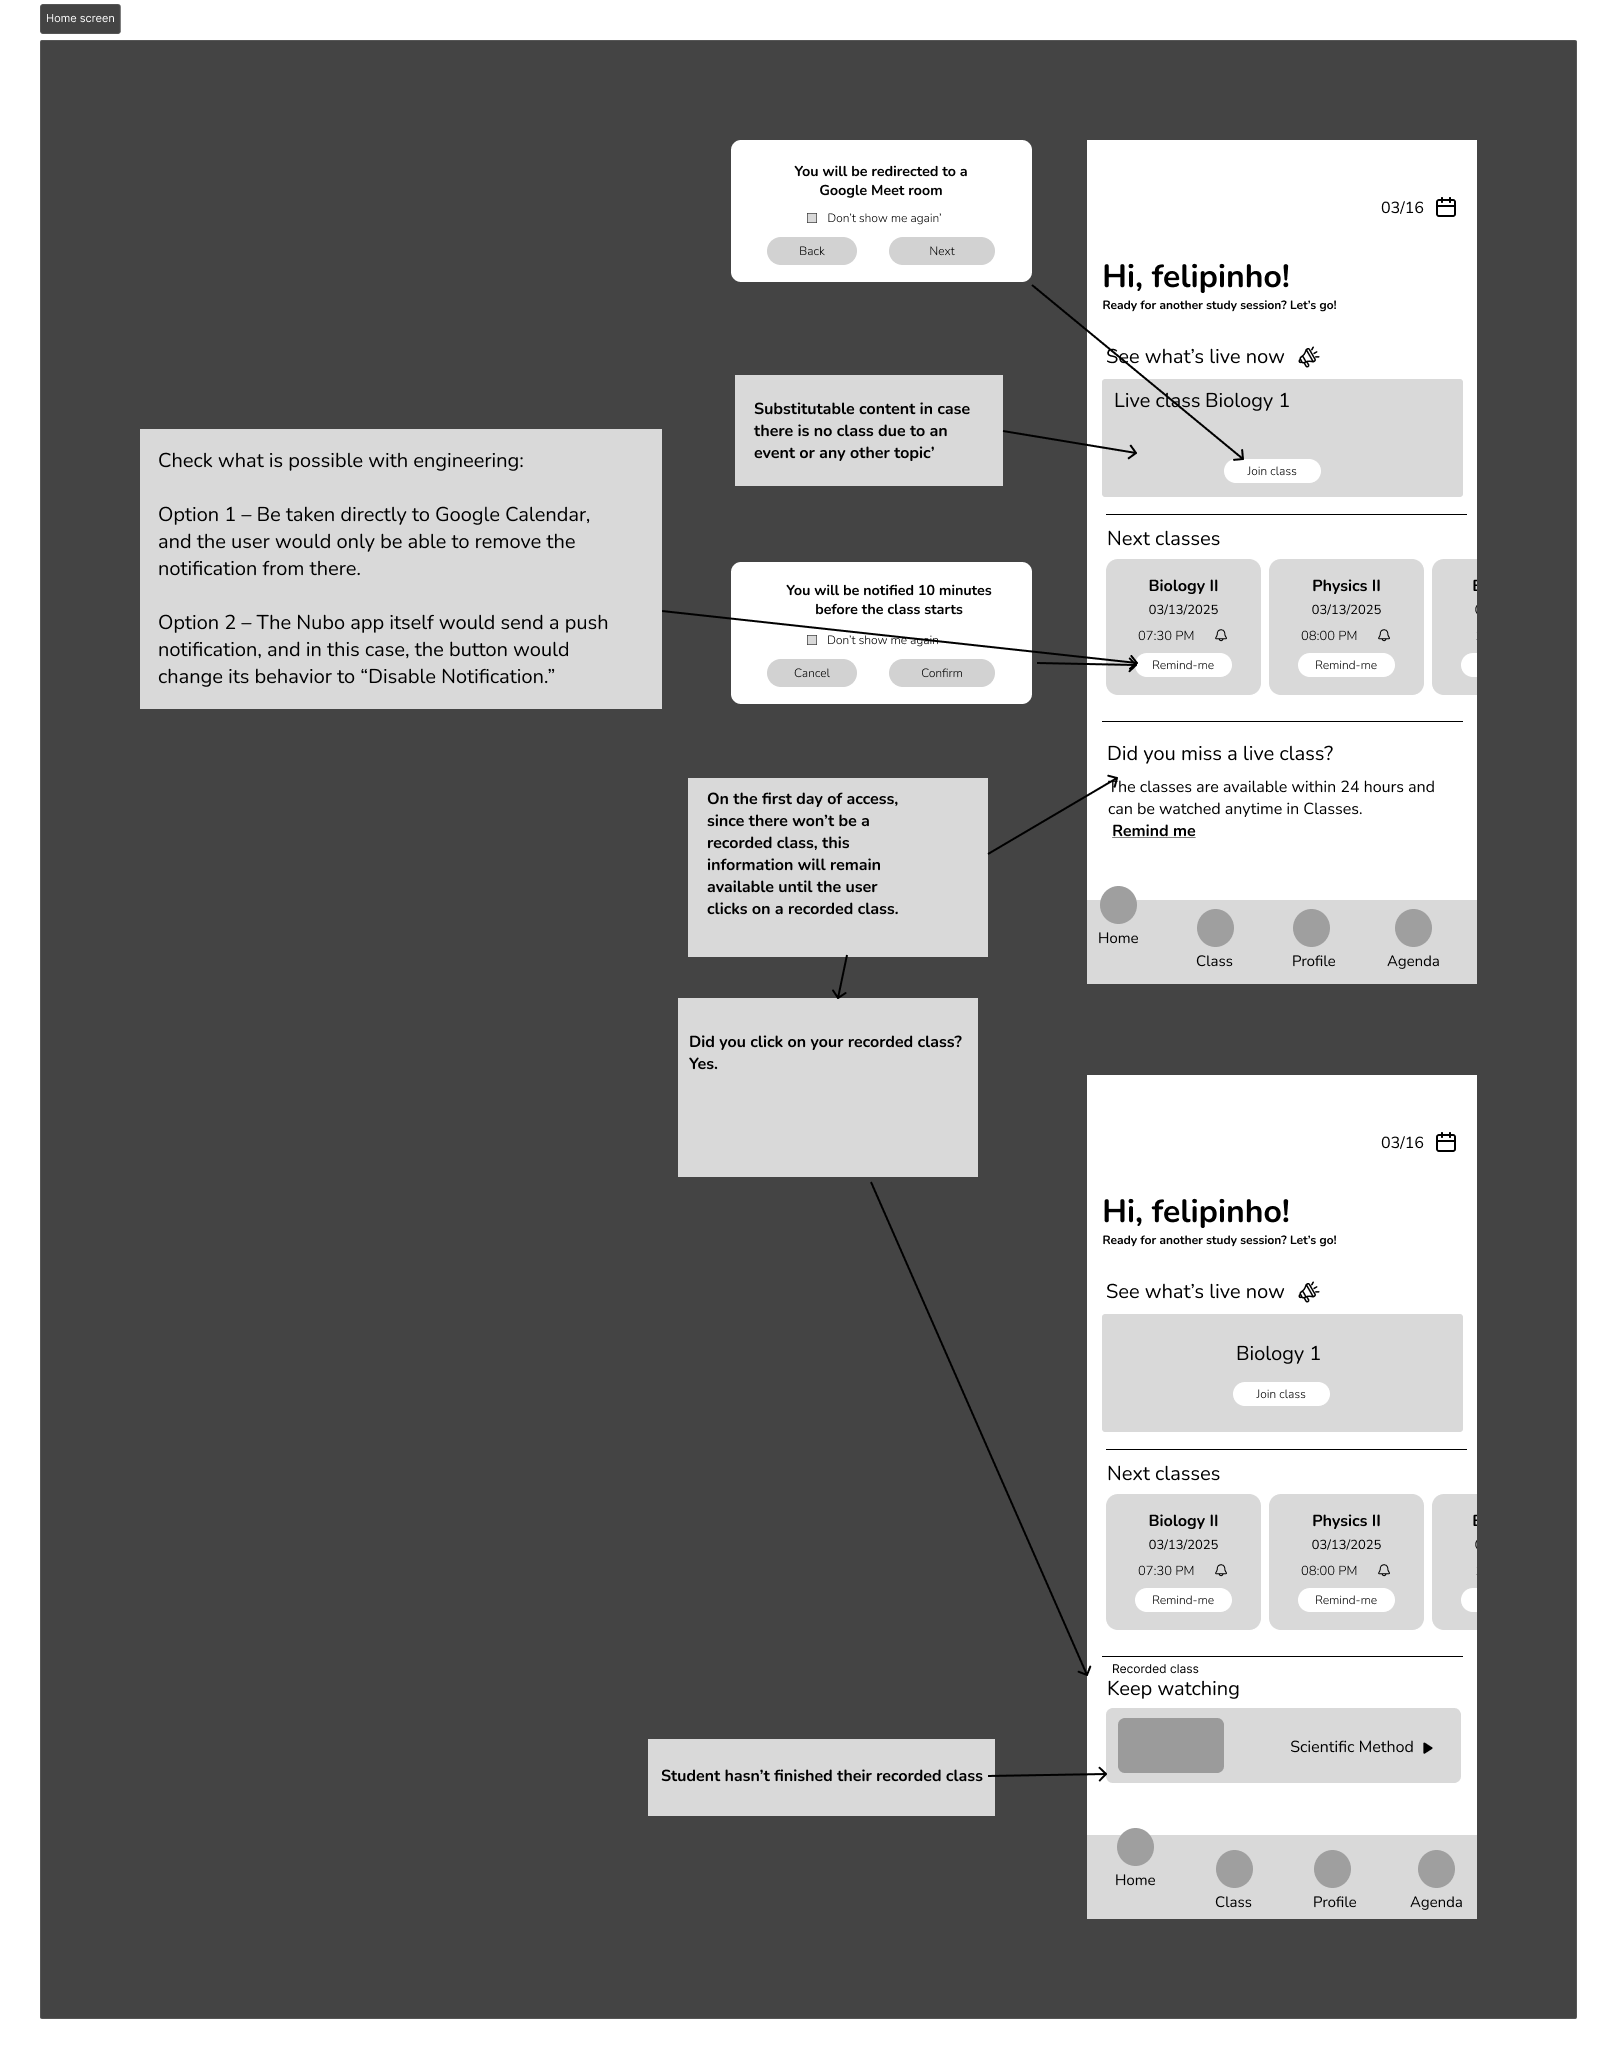 Home screen
You will be redirected to a
Google Meet room
Don't show me again'
Back
Next
Substitutable content in case
there is no class due to an
event or any other topic'
Check what is possible with engineering:
Option 1 – Be taken directly to Google Calendar,
and the user would only be able to remove the
notification from there.
Option 2 – The Nubo app itself would send a push
notification, and in this case, the button would
change its behavior to “Disable Notification.”
You will be notified 10 minutes
before the class starts
Don't show me again
Cancel
Confirm
On the first day of access,
since there won't be a
recorded class, this
information will remain
available until the user
clicks on a recorded class.
Did you click on your recorded class?
Yes.
Student hasn't finished their recorded class
03/16
Hi, felipinho!
Ready for another study session? Let's go!
See what's live now
Live class Biology 1
Join class
Next classes
Biology II
03/13/2025
07:30 PM
Remind-me
Physics II
03/13/2025
08:00 PM
Remind-me
Did you miss a live class?
The classes are available within 24 hours and
can be watched anytime in Classes.
Remind me
Home
Class
Profile
Agenda
03/16
Hi, felipinho!
Ready for another study session? Let's go!
See what's live now
Biology 1
Join class
Next classes
Biology II
03/13/2025
07:30 PM
Remind-me
Physics II
03/13/2025
08:00 PM
Remind-me
Recorded class
Keep watching
Scientific Method
Home
Class
Profile
Agenda